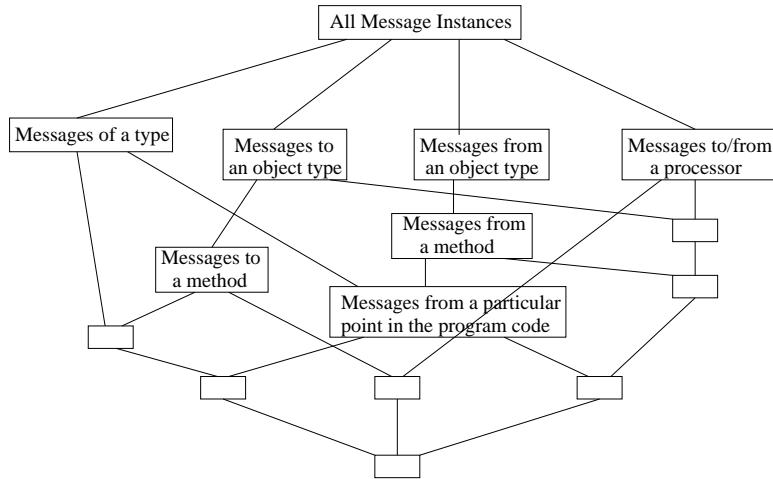 All Message Instances
Messages of a type
Messages to
an object type
Messages from
an object type
Messages to/from
a processor
Messages from
a method
Messages to
a method
Messages from a particular
point in the program code